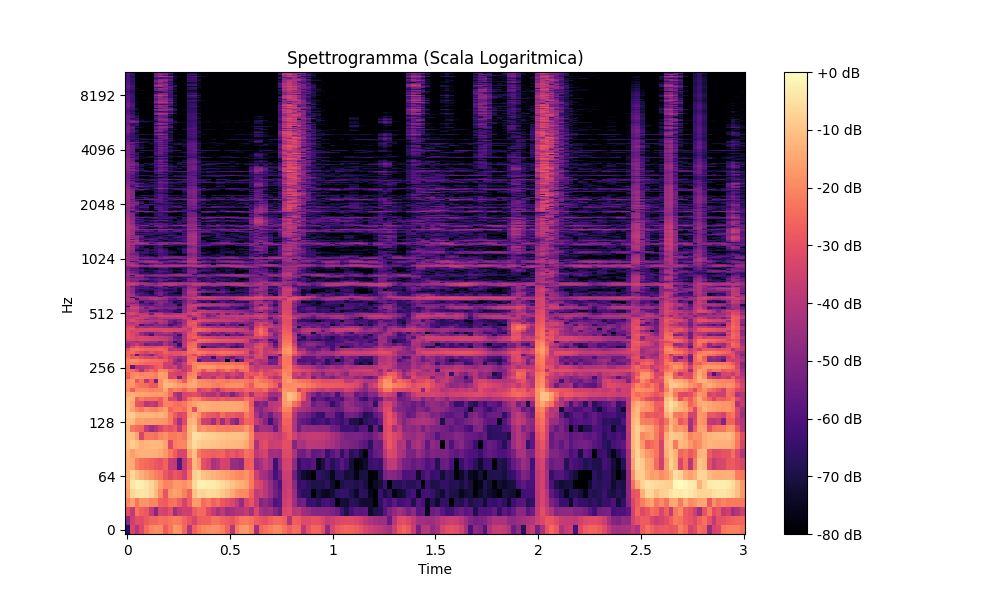 Spettrogramma (Scala Logaritmica)
Hz
8192
4096
2048
1024
512
256
128
64
0
0 0.5 1 1.5 2 2.5 3
Time
+0 dB
-10 dB
-20 dB
-30 dB
-40 dB
-50 dB
-60 dB
-70 dB
-80 dB